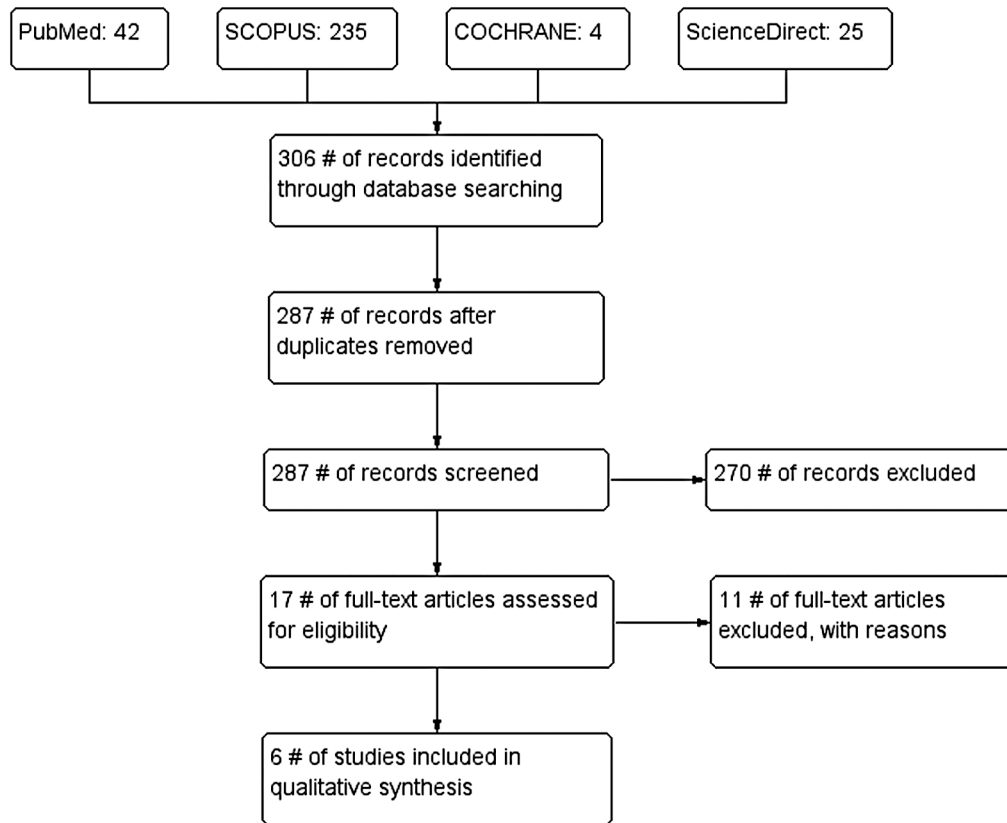 PubMed: 42
SCOPUS: 235
COCHRANE: 4
ScienceDirect: 25
306 # of records identified
through database searching
287 # of records after
duplicates removed
287 # of records screened
270 # of records excluded
17 # of full-text articles assessed
for eligibility
11 # of full-text articles
excluded, with reasons
6 # of studies included in
qualitative synthesis